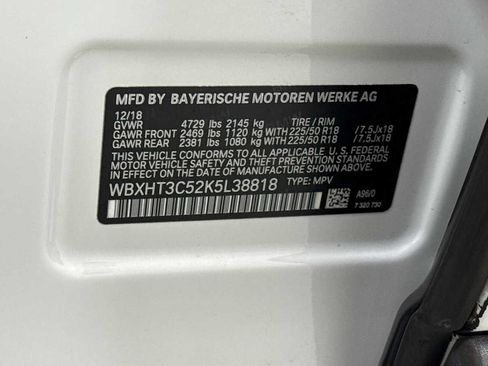 MFD BY BAYERISCHE MOTOREN WERKE AG
12/18
GVWR 4729 lbs 2145 kg TIRE / RIM
GAWR FRONT 2469 lbs 1120 kg WITH 225/50 R18 /7.5Jx18
GAWR REAR 2381 lbs 1080 kg WITH 225/50 R18 /7.5Jx18
THIS VEHICLE CONFORMS TO ALL APPLICABLE U.S. FEDERAL
MOTOR VEHICLE SAFETY AND THEFT PREVENTION STANDARDS
IN EFFECT ON THE DATE OF MANUFACTURE SHOWN ABOVE.
WBXHT3C52K5L38818 TYPE: MPV
A96/0
7 320 730